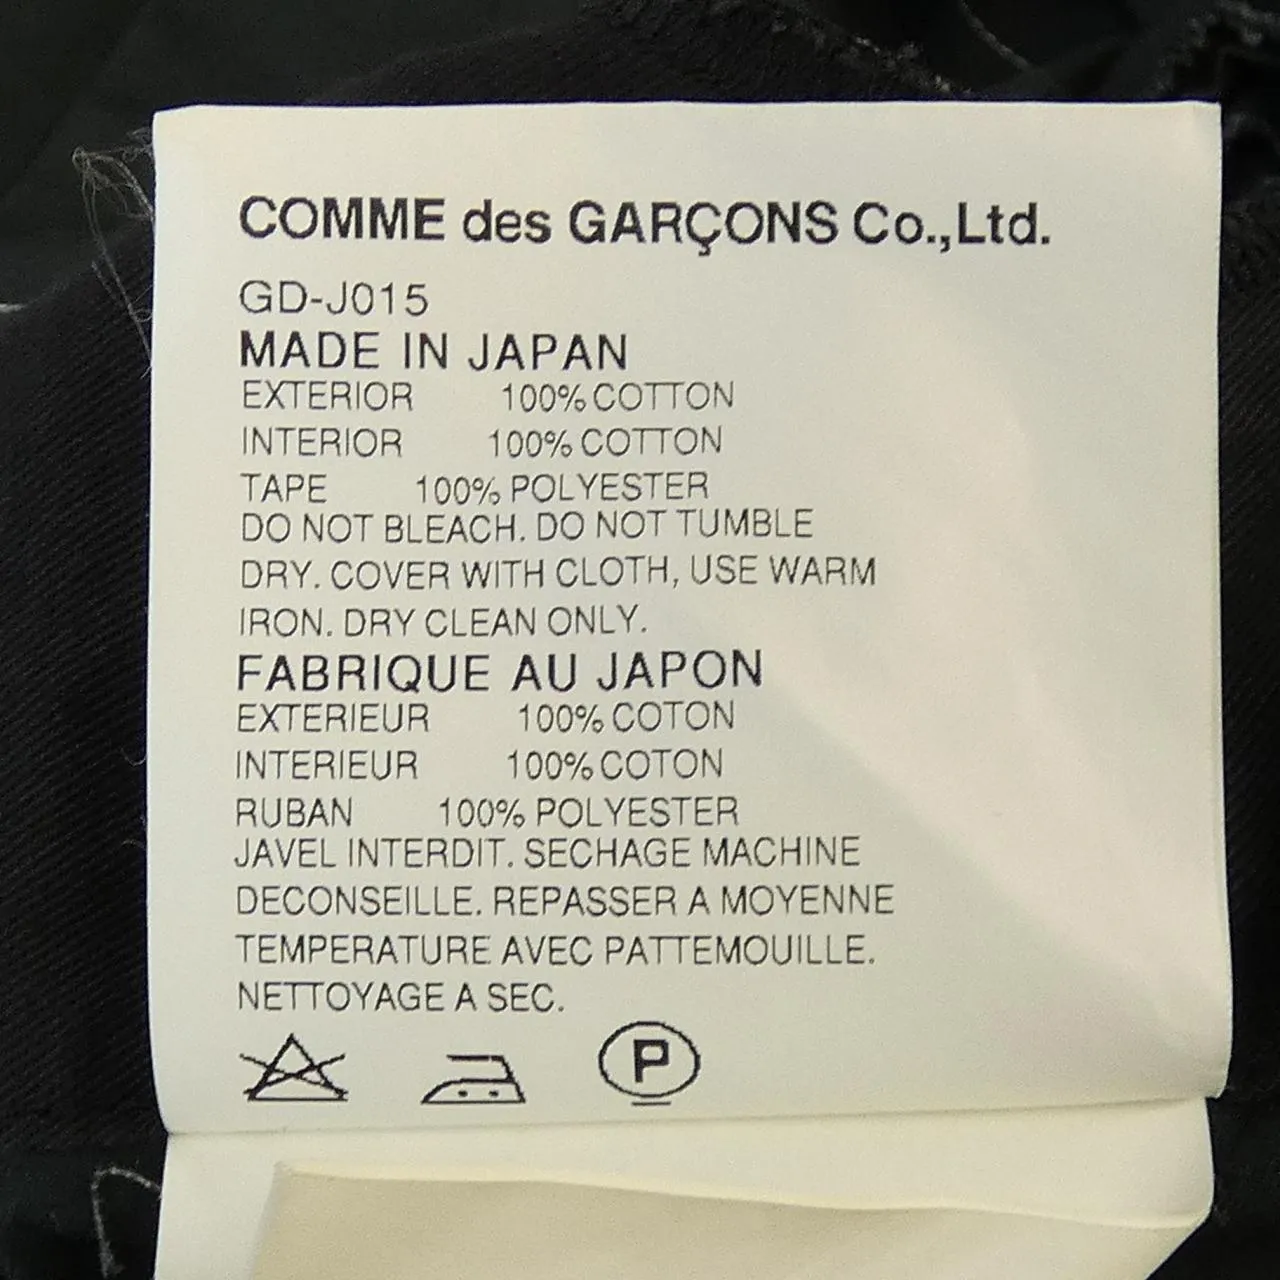 COMME des GARÇONS Co.,Ltd.
GD-J015
MADE IN JAPAN
EXTERIOR 100% COTTON
INTERIOR 100% COTTON
TAPE 100% POLYESTER
DO NOT BLEACH. DO NOT TUMBLE
DRY. COVER WITH CLOTH, USE WARM
IRON. DRY CLEAN ONLY.
FABRIQUE AU JAPON
EXTERIEUR 100% COTON
INTERIEUR 100% COTON
RUBAN 100% POLYESTER
JAVEL INTERDIT. SECHAGE MACHINE
DECONSEILLE. REPASSER A MOYENNE
TEMPERATURE AVEC PATTEMOUILLE.
NETTOYAGE A SEC.
P